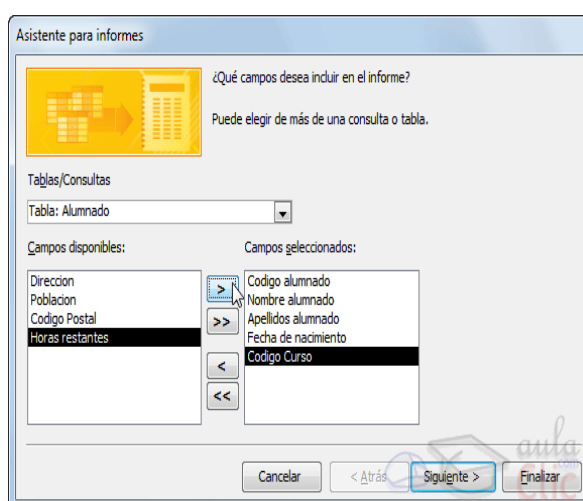 Asistente para informes
¿Qué campos desea incluir en el informe?
Puede elegir de más de una consulta o tabla.
Tablas/Consultas
Tabla: Alumnado
Campos disponibles:
Campos seleccionados:
Direccion
Poblacion
Codigo Postal
Horas restantes
>
>>
<
<<
Codigo alumnado
Nombre alumnado
Apellidos alumnado
Fecha de nacimiento
Codigo Curso
Cancelar
< Atrás
Siguiente >
Finalizar
aula
Clic
.com